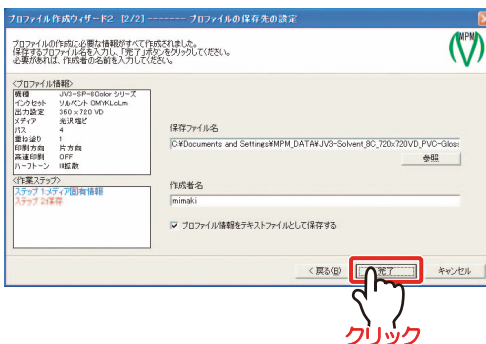 プロファイル作成ウィザード2 [2/2] ------- プロファイルの保存先の設定
プロファイルの作成に必要な情報がすべて作成されました。
保存するプロファイル名を入力し、「完了」ボタンをクリックしてください。
必要があれば、作成者の名前を入力してください。
MPM
<プロファイル情報>
機種 JV3-SP-8Color シリーズ
インクセット ソルベント CMYKLcLm
出力設定 360 x 720 VD
メディア 光沢塩ビ
パス 4
重ね塗り 1
印刷方向 片方向
高速印刷 OFF
ハーフトーン I拡散
<作業ステップ>
ステップ 1:メディア固有情報
ステップ 2:保存
保存ファイル名
C:¥Documents and Settings¥MPM_DATA¥JV3-Solvent_8C_720x720VD_PVC-Glos
参照
作成者名
mimaki
プロファイル情報をテキストファイルとして保存する
< 戻る(B)
完了
キャンセル
クリック